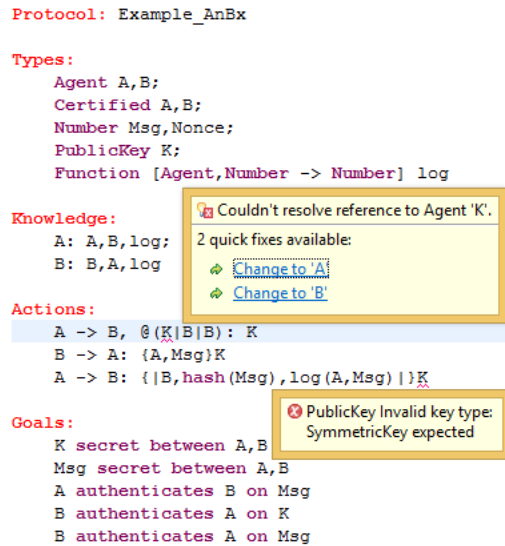 Protocol: Example_AnBx
Types:
Agent A,B;
Certified A,B;
Number Msg,Nonce;
PublicKey K;
Function [Agent,Number -> Number] log
Couldn't resolve reference to Agent 'K'.
2 quick fixes available:
Change to 'A'
Change to 'B'
Knowledge:
A: A,B,log;
B: B,A,log
Actions:
A -> B, @(K|B|B): K
B -> A: {A,Msg}K
A -> B: {|B,hash(Msg),log(A,Msg)|}K
PublicKey Invalid key type:
SymmetricKey expected
Goals:
K secret between A,B
Msg secret between A,B
A authenticates B on Msg
B authenticates A on K
B authenticates A on Msg